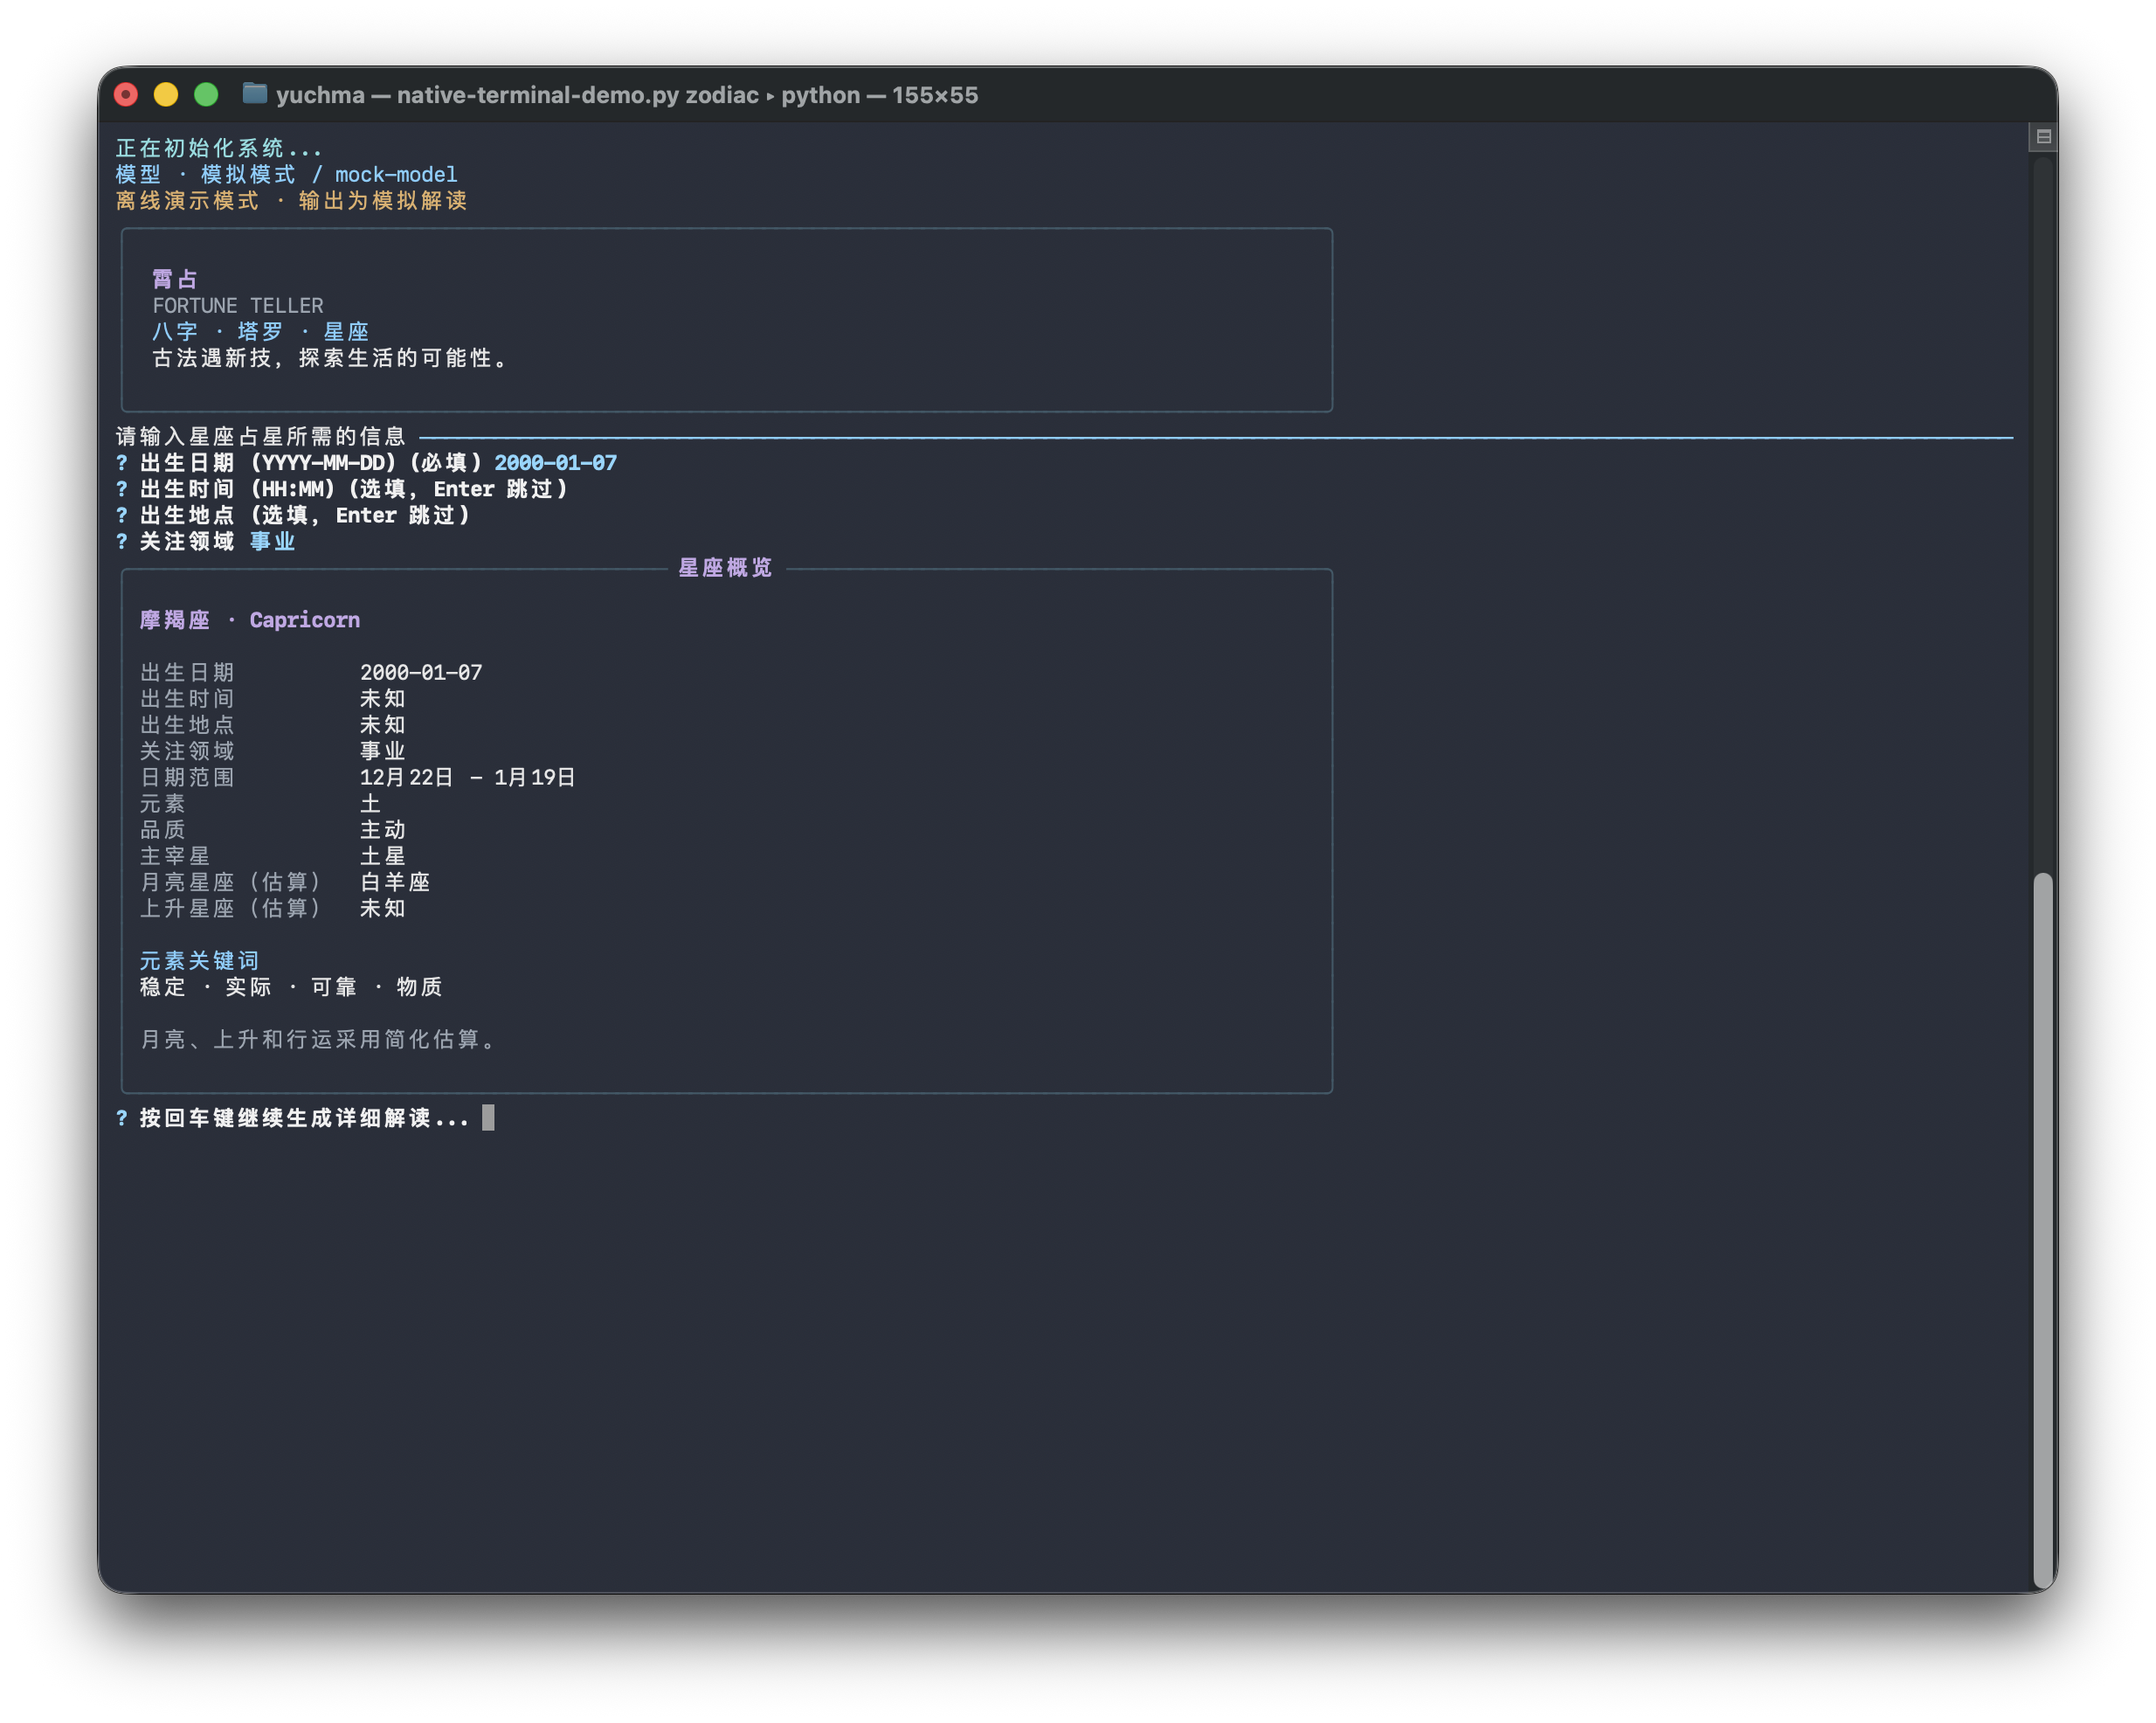 yuchma — native-terminal-demo.py zodiac ▸ python — 155×55
正在初始化系统...
模型 · 模拟模式 / mock-model
离线演示模式 · 输出为模拟解读
霄占
FORTUNE TELLER
八字 · 塔罗 · 星座
古法遇新技，探索生活的可能性。
请输入星座占星所需的信息
? 出生日期 (YYYY-MM-DD)（必填）2000-01-07
? 出生时间 (HH:MM)（选填，Enter 跳过）
? 出生地点（选填，Enter 跳过）
? 关注领域 事业
星座概览
摩羯座 · Capricorn
出生日期 2000-01-07
出生时间 未知
出生地点 未知
关注领域 事业
日期范围 12月22日 - 1月19日
元素 土
品质 主动
主宰星 土星
月亮星座（估算） 白羊座
上升星座（估算） 未知
元素关键词
稳定 · 实际 · 可靠 · 物质
月亮、上升和行运采用简化估算。
? 按回车键继续生成详细解读...